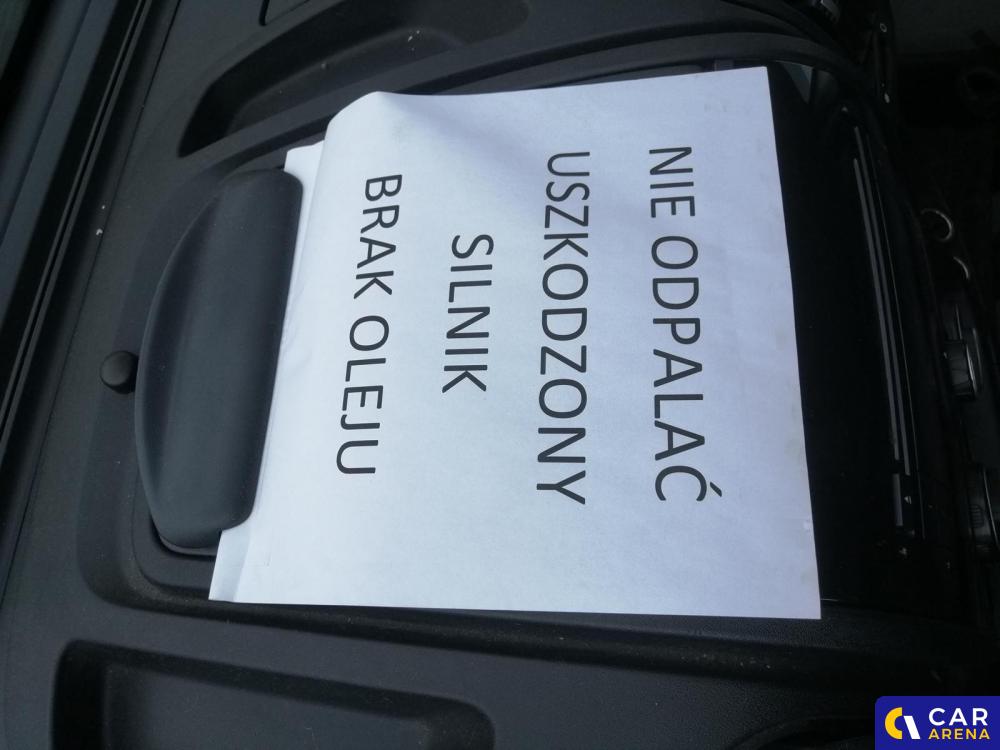 NIE ODPALAĆ
USZKODZONY
SILNIK
BRAK OLEJU
CAR
ARENA